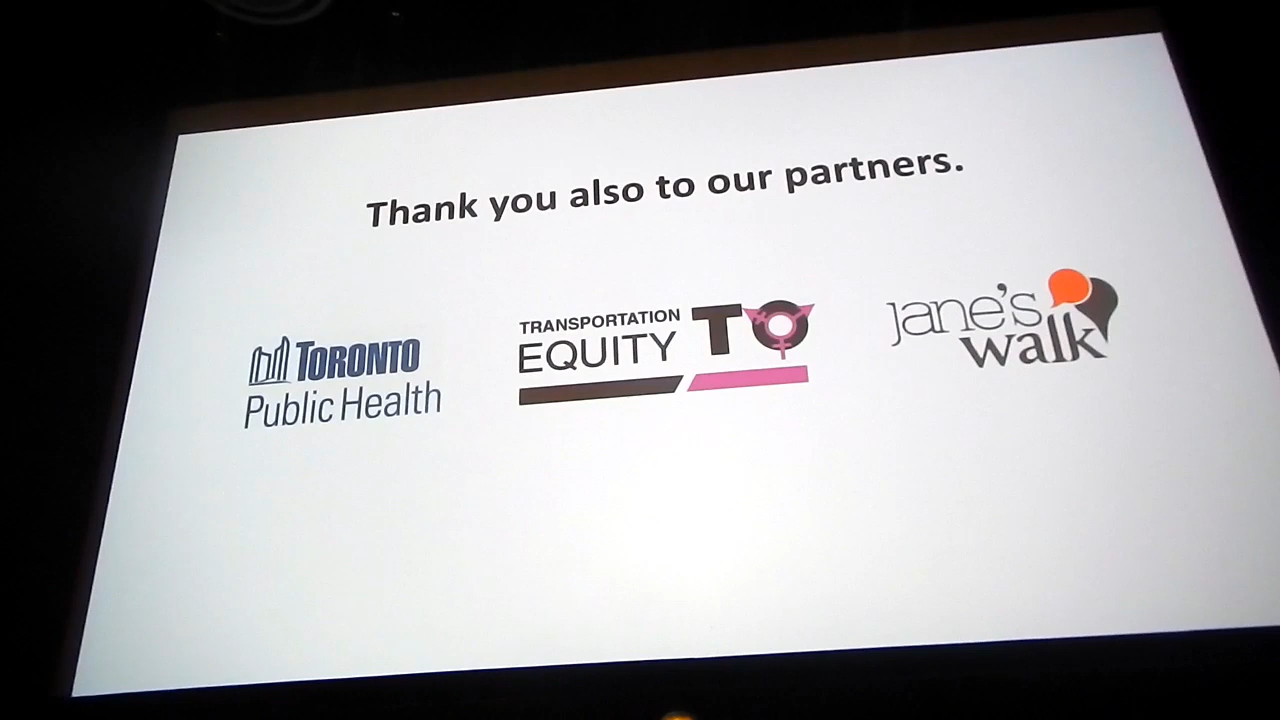 Thank you also to our partners.
TORONTO
Public Health
TRANSPORTATION
EQUITY TO
jane's
walk